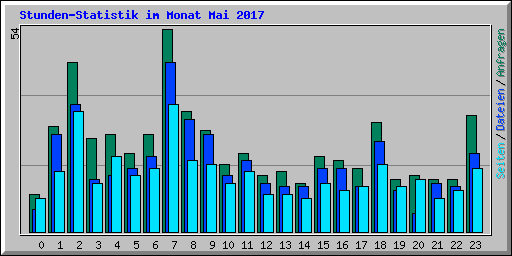 Stunden-Statistik im Monat Mai 2017
54
0 1 2 3 4 5 6 7 8 9 10 11 12 13 14 15 16 17 18 19 20 21 22 23
Seiten/Dateien/Anfragen